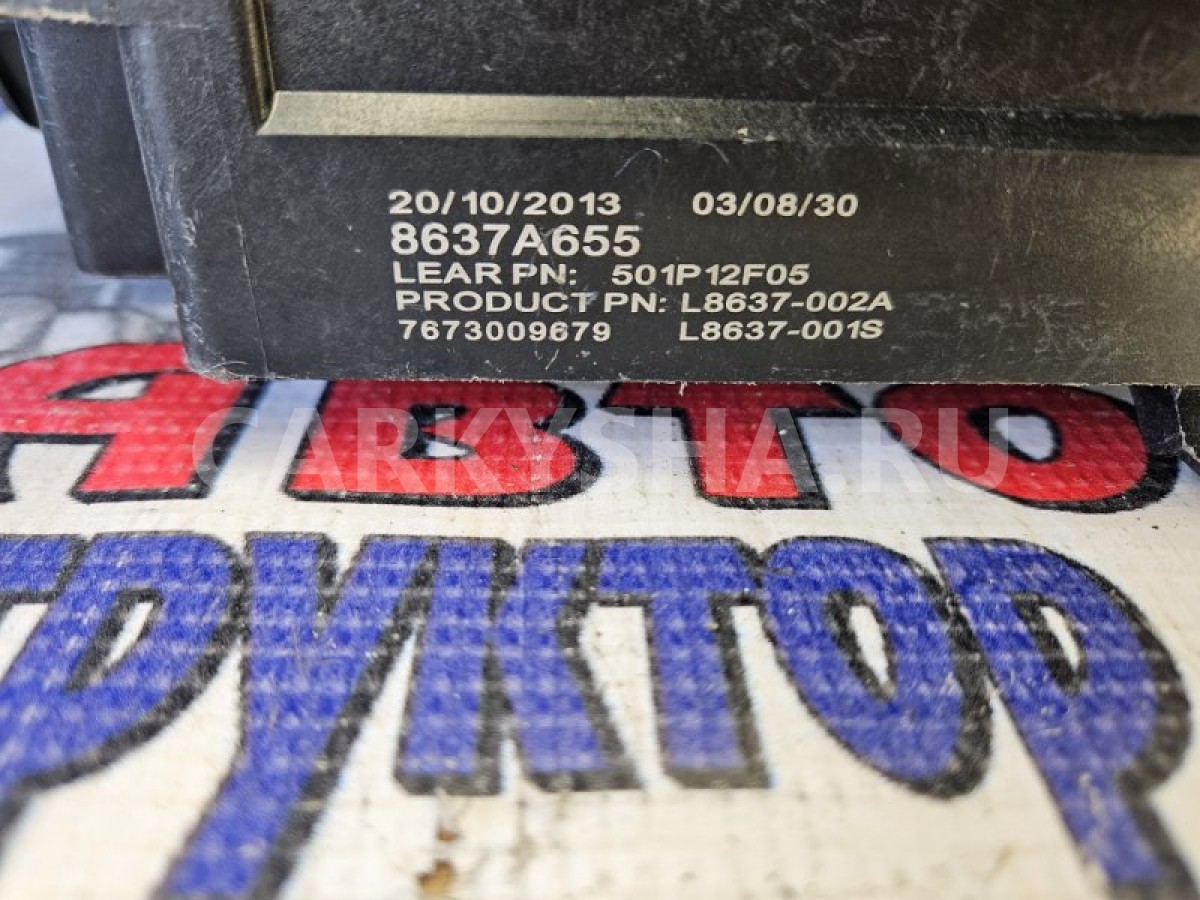 20/10/2013 03/08/30
8637A655
LEAR PN: 501P12F05
PRODUCT PN: L8637-002A
7673009679 L8637-001S
АВТО
CARKYSHA.RU
ТРУКТОР